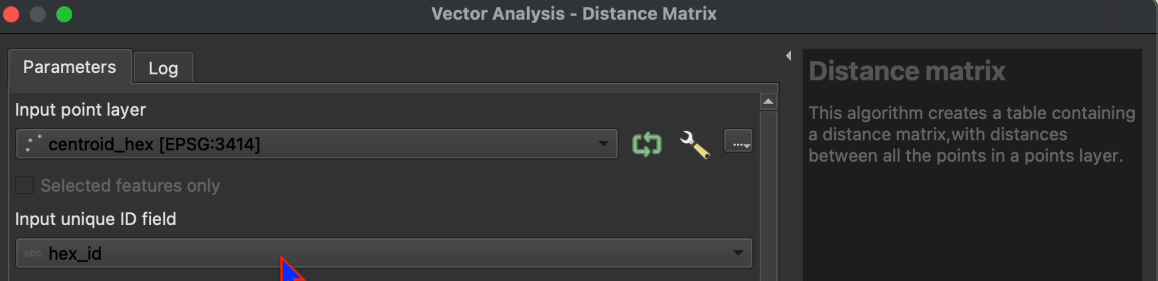 Vector Analysis - Distance Matrix
Parameters
Log
Input point layer
centroid_hex [EPSG:3414]
...
Selected features only
Input unique ID field
abc hex_id
Distance matrix
This algorithm creates a table containing
a distance matrix,with distances
between all the points in a points layer.